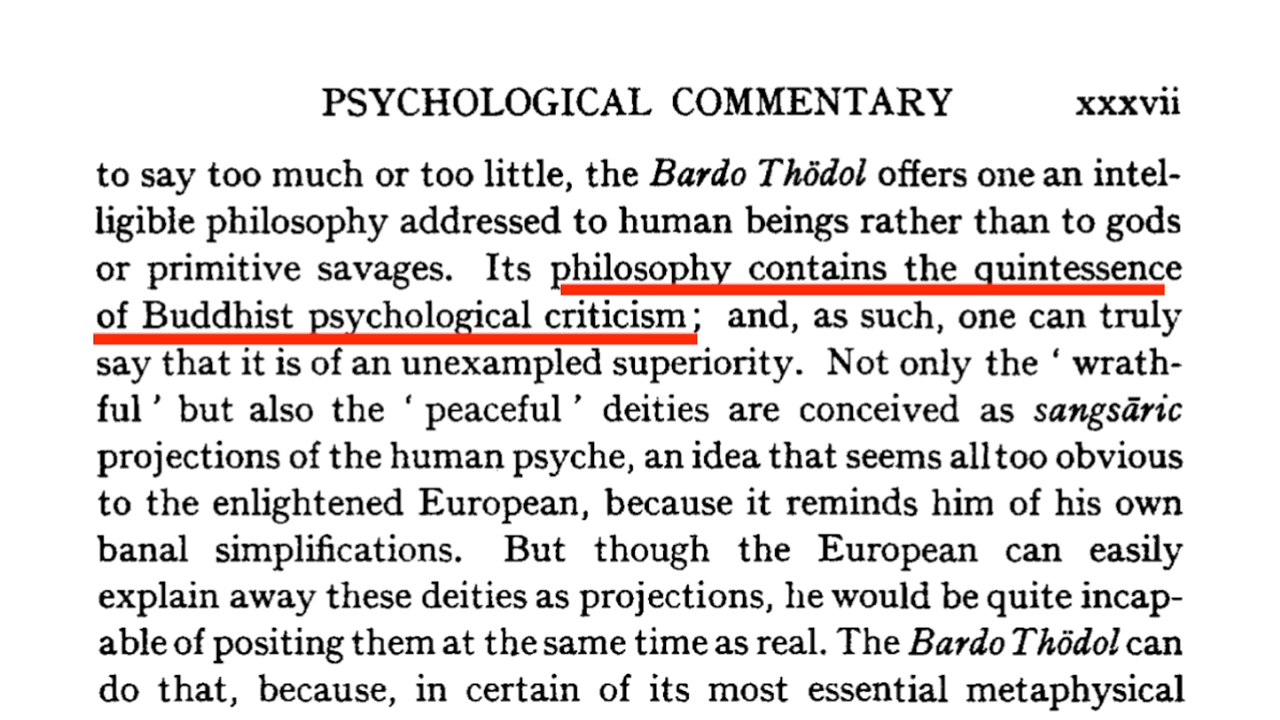 PSYCHOLOGICAL COMMENTARY xxxvii
to say too much or too little, the Bardo Thödol offers one an intel-
ligible philosophy addressed to human beings rather than to gods
or primitive savages. Its philosophy contains the quintessence
of Buddhist psychological criticism; and, as such, one can truly
say that it is of an unexampled superiority. Not only the ‘ wrath-
ful ’ but also the ‘ peaceful ’ deities are conceived as sangsāric
projections of the human psyche, an idea that seems all too obvious
to the enlightened European, because it reminds him of his own
banal simplifications. But though the European can easily
explain away these deities as projections, he would be quite incap-
able of positing them at the same time as real. The Bardo Thödol can
do that, because, in certain of its most essential metaphysical